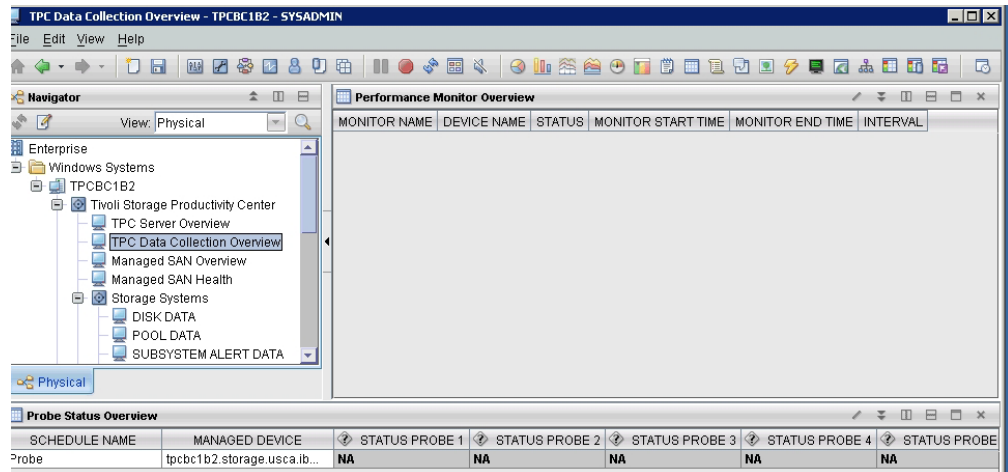 TPC Data Collection Overview - TPCBC1B2 - SYSADMIN
File Edit View Help
Navigator
View: Physical
Enterprise
Windows Systems
TPCBC1B2
Tivoli Storage Productivity Center
TPC Server Overview
TPC Data Collection Overview
Managed SAN Overview
Managed SAN Health
Storage Systems
DISK DATA
POOL DATA
SUBSYSTEM ALERT DATA
Physical
Performance Monitor Overview
MONITOR NAME DEVICE NAME STATUS MONITOR START TIME MONITOR END TIME INTERVAL
Probe Status Overview
SCHEDULE NAME MANAGED DEVICE STATUS PROBE 1 STATUS PROBE 2 STATUS PROBE 3 STATUS PROBE 4 STATUS PROBE
Probe tpcbc1b2.storage.usca.ib... NA NA NA NA NA